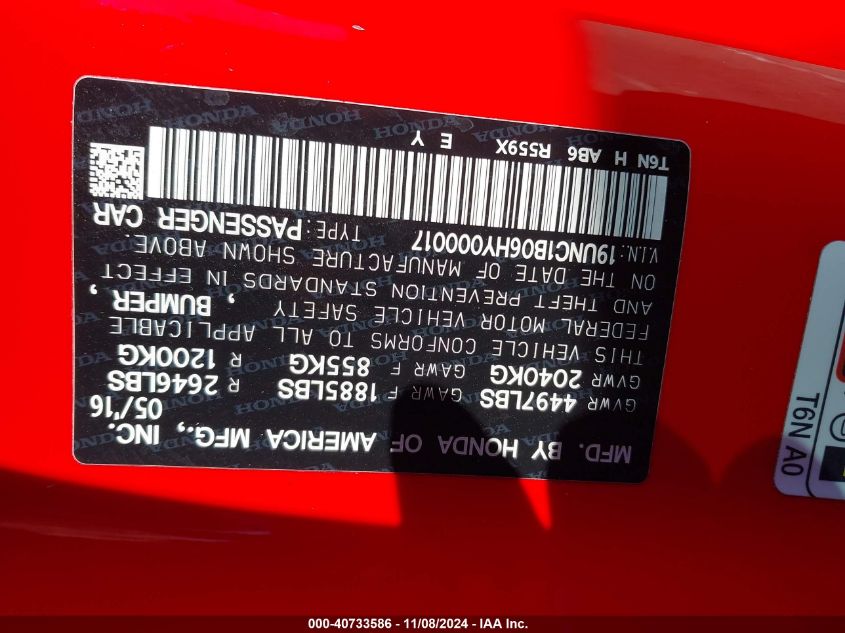 MFD. BY HONDA OF AMERICA MFG., INC.
05/'16
GVWR 4497LBS GAWR F 1885LBS R 2646LBS
GVWR 2040KG GAWR F 855KG R 1200KG
THIS VEHICLE CONFORMS TO ALL APPLICABLE
FEDERAL MOTOR VEHICLE SAFETY , BUMPER ,
AND THEFT PREVENTION STANDARDS IN EFFECT
ON THE DATE OF MANUFACTURE SHOWN ABOVE.
V.I.N.: 19UNC1B06HY000017 TYPE: PASSENGER CAR
T6N H AB6 R559X E Y
T6N A0
000-40733586 - 11/08/2024 - IAA Inc.